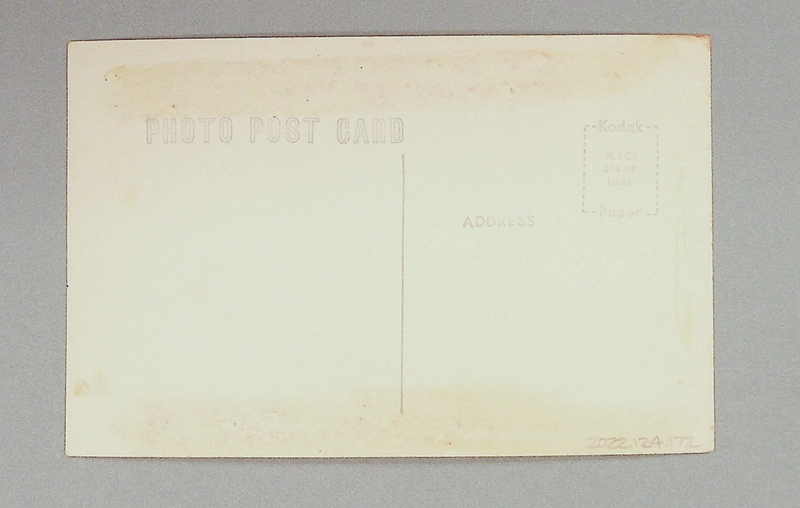 PHOTO POST CARD
Kodak
PLACE
STAMP
HERE
Paper
ADDRESS
2022.124.172